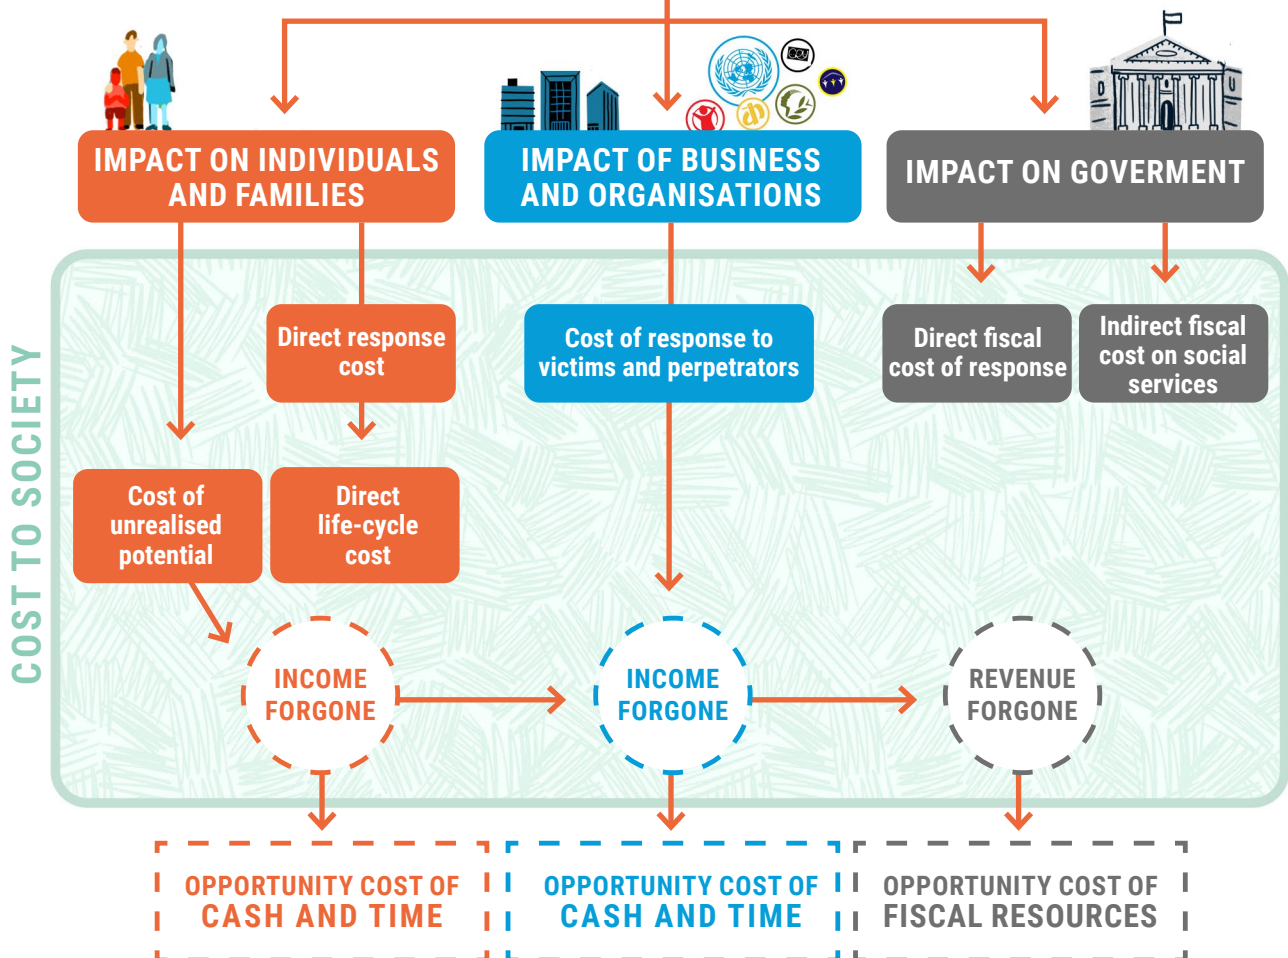 IMPACT ON INDIVIDUALS
AND FAMILIES
IMPACT OF BUSINESS
AND ORGANISATIONS
IMPACT ON GOVERMENT
COST TO SOCIETY
Direct response
cost
Cost of response to
victims and perpetrators
Direct fiscal
cost of response
Indirect fiscal
cost on social
services
Cost of
unrealised
potential
Direct
life-cycle
cost
INCOME
FORGONE
INCOME
FORGONE
REVENUE
FORGONE
OPPORTUNITY COST OF
CASH AND TIME
OPPORTUNITY COST OF
CASH AND TIME
OPPORTUNITY COST OF
FISCAL RESOURCES